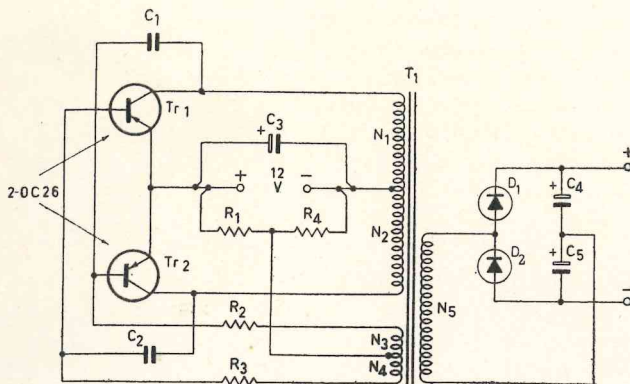 C1
T1
Tr1
C3
+
N1
+
12
V
−
+
2-OC26
D1
+
C4
R1
R4
N2
Tr2
D2
+
C5
−
R2
N3
N5
C2
N4
R3